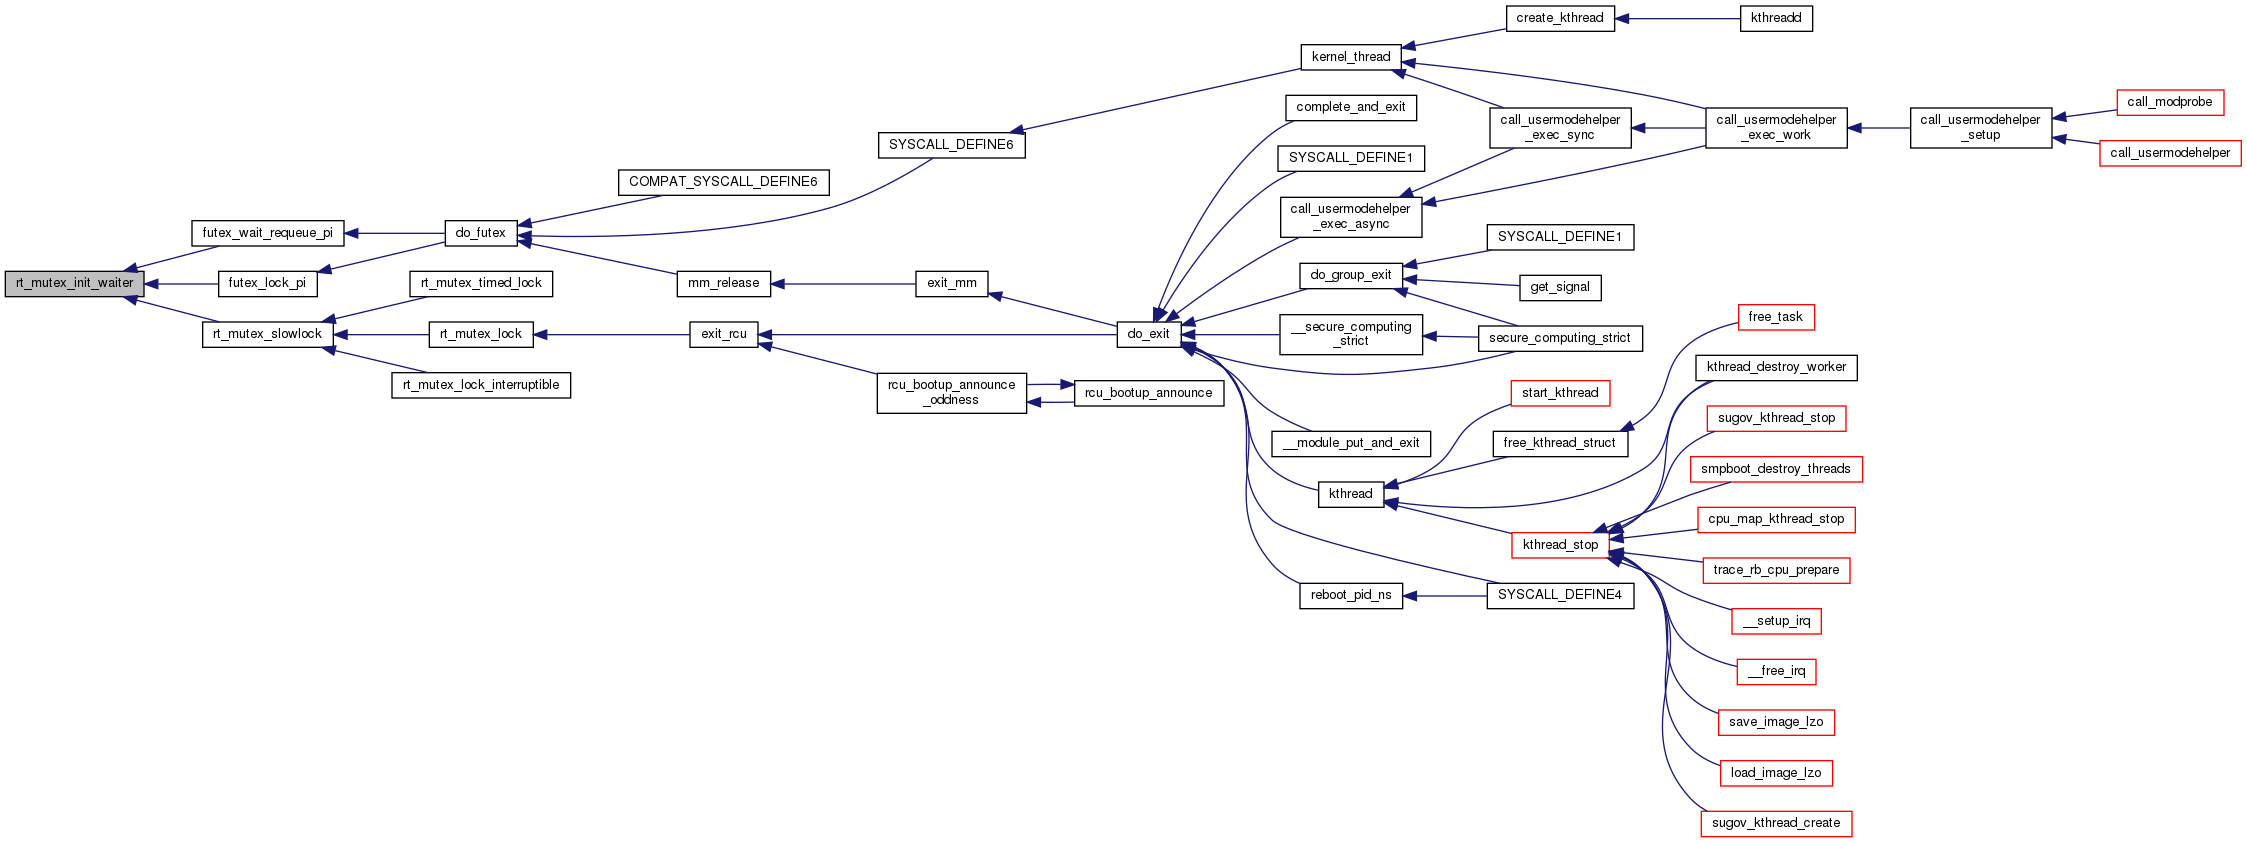 create_kthread
kthreadd
kernel_thread
complete_and_exit
call_modprobe
call_usermodehelper
_exec_sync
call_usermodehelper
_exec_work
call_usermodehelper
_setup
SYSCALL_DEFINE6
SYSCALL_DEFINE1
call_usermodehelper
COMPAT_SYSCALL_DEFINE6
call_usermodehelper
_exec_async
futex_wait_requeue_pi
do_futex
SYSCALL_DEFINE1
rt_mutex_init_waiter
futex_lock_pi
rt_mutex_timed_lock
mm_release
exit_mm
do_group_exit
get_signal
free_task
rt_mutex_slowlock
rt_mutex_lock
exit_rcu
do_exit
__secure_computing
_strict
secure_computing_strict
kthread_destroy_worker
rt_mutex_lock_interruptible
rcu_bootup_announce
_oddness
rcu_bootup_announce
start_kthread
sugov_kthread_stop
__module_put_and_exit
free_kthread_struct
smpboot_destroy_threads
kthread
cpu_map_kthread_stop
kthread_stop
trace_rb_cpu_prepare
reboot_pid_ns
SYSCALL_DEFINE4
__setup_irq
__free_irq
save_image_lzo
load_image_lzo
sugov_kthread_create